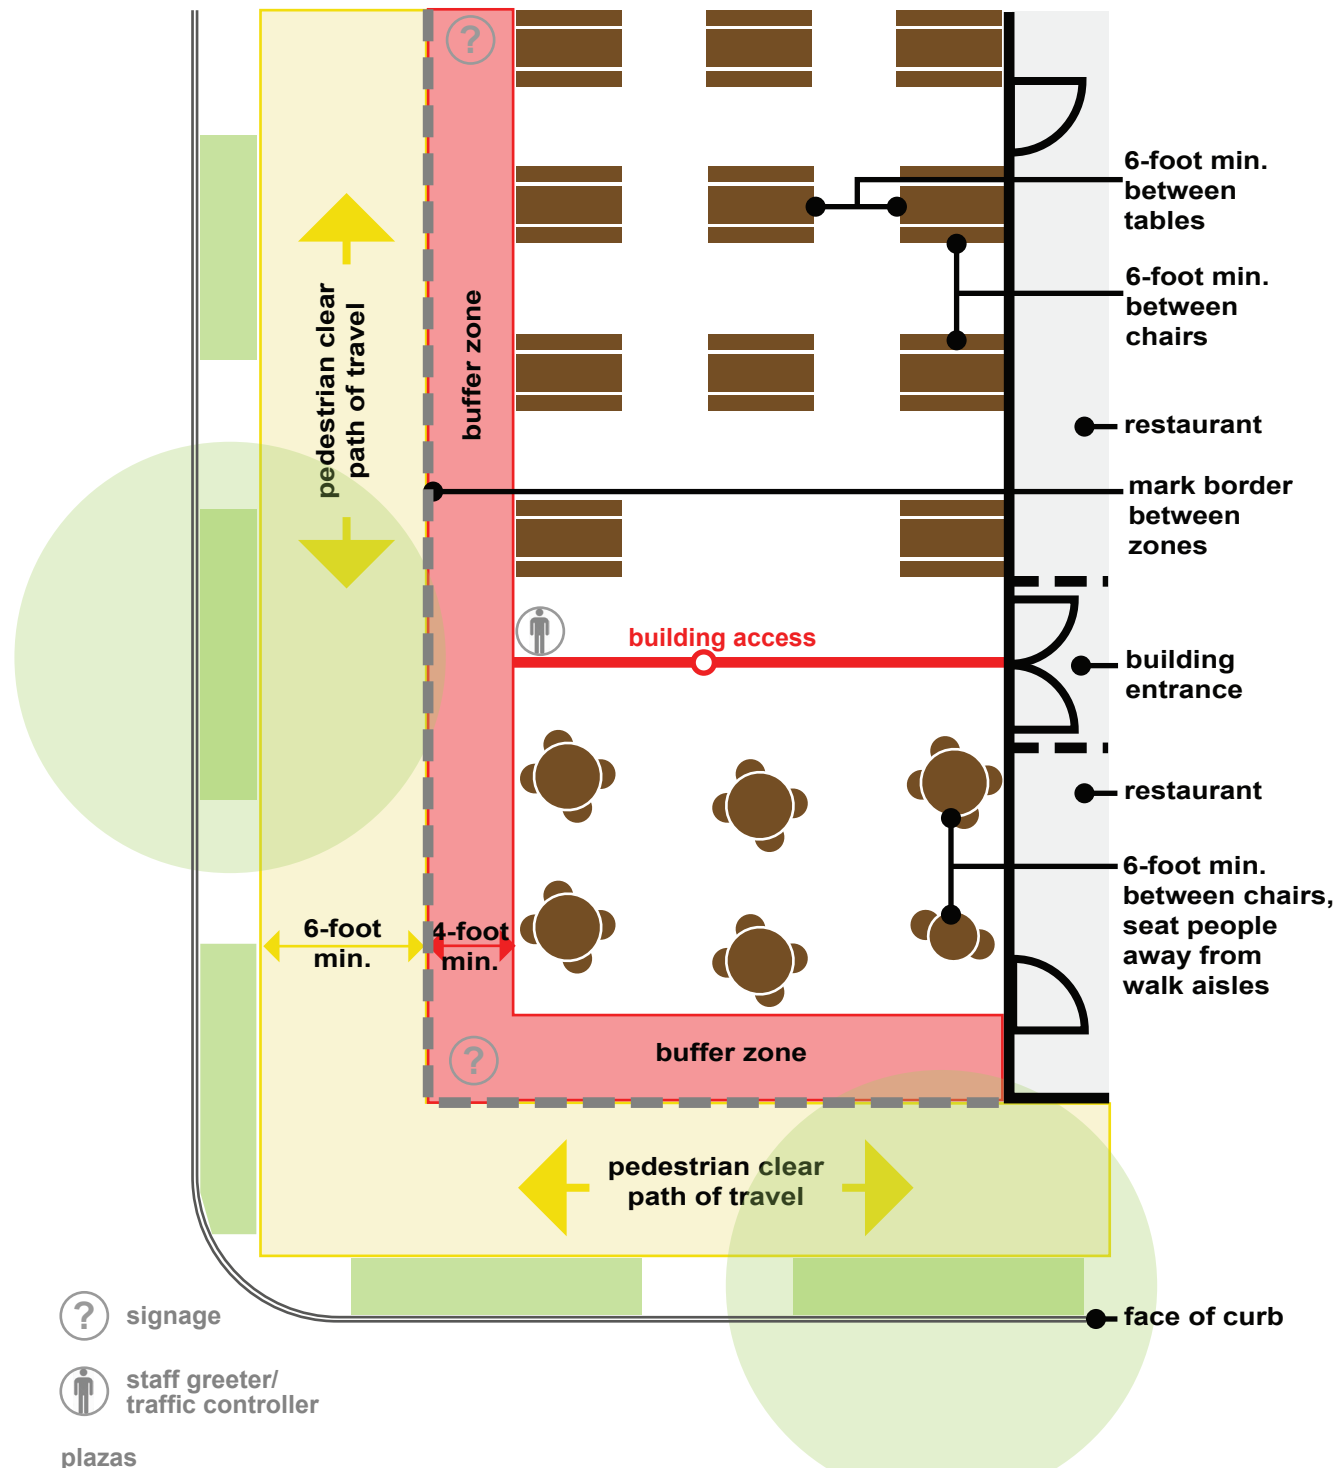 ?
6-foot min.
between
tables
6-foot min.
between
chairs
pedestrian clear
path of travel
buffer zone
restaurant
mark border
between
zones
building access
building
entrance
restaurant
6-foot min.
between chairs,
seat people
away from
walk aisles
6-foot
min.
4-foot
min.
?
buffer zone
pedestrian clear
path of travel
? signage
face of curb
staff greeter/
traffic controller
plazas